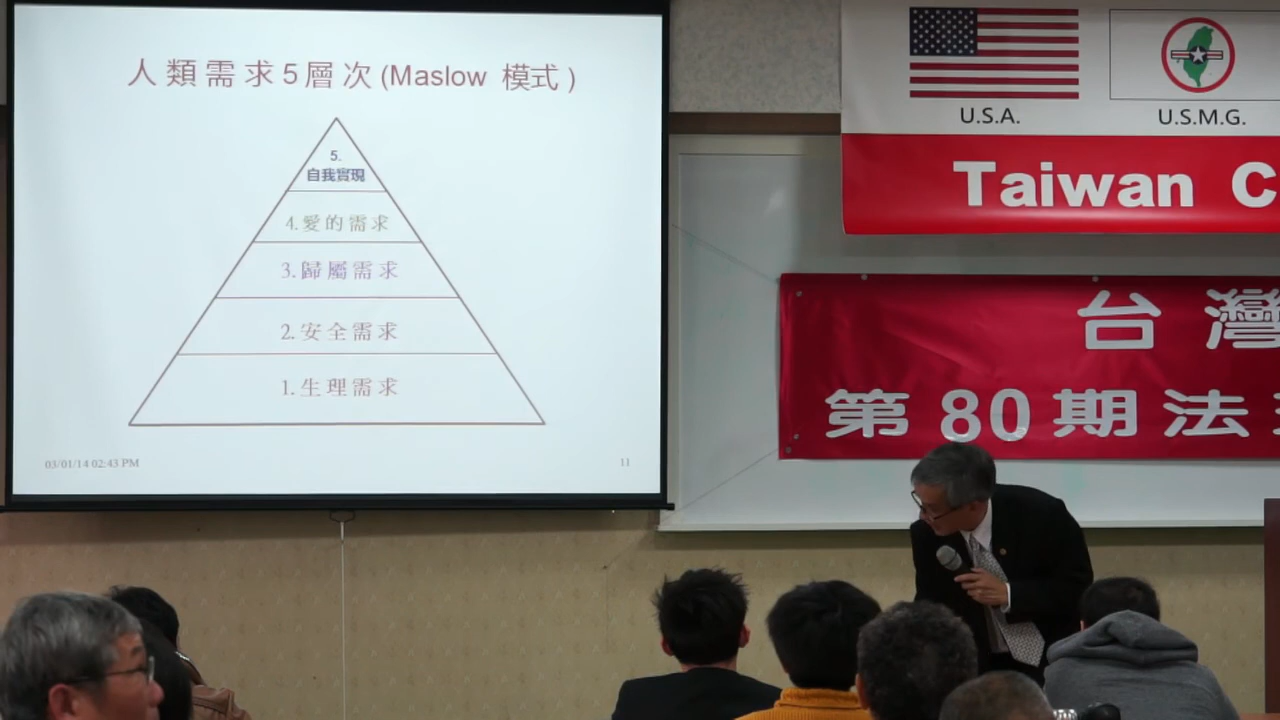 人類需求5層次(Maslow 模式)
5.
自我實現
4.愛的需求
3.歸屬需求
2.安全需求
1.生理需求
03/01/14 02:43 PM
11
U.S.A.
U.S.M.G.
Taiwan C
台灣
第80期法